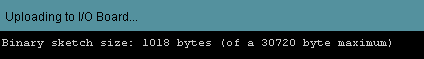 Uploading to I/O Board...
Binary sketch size: 1018 bytes (of a 30720 byte maximum)